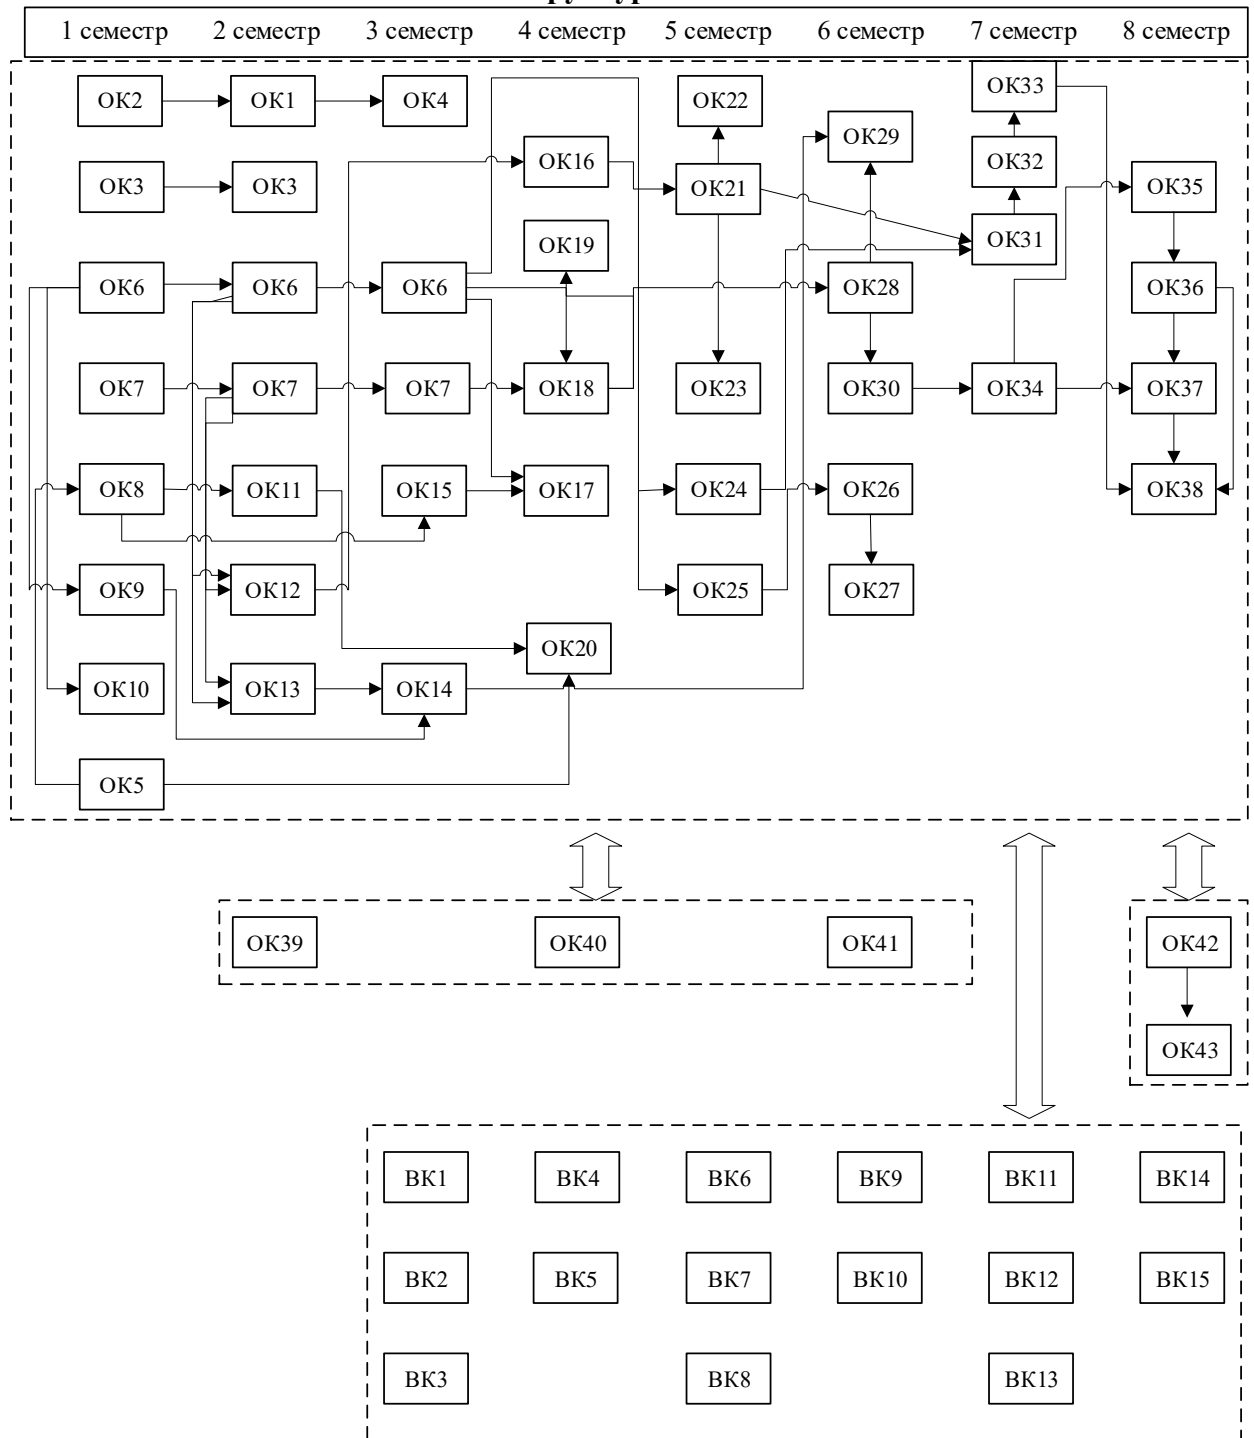 1 семестр 2 семестр 3 семестр 4 семестр 5 семестр 6 семестр 7 семестр 8 семестр
ОК2 ОК1 ОК4 ОК22 ОК33
ОК16 ОК29 ОК32
ОК3 ОК3 ОК21 ОК35
ОК19 ОК31
ОК6 ОК6 ОК6 ОК28 ОК36
ОК7 ОК7 ОК7 ОК18 ОК23 ОК30 ОК34 ОК37
ОК8 ОК11 ОК15 ОК17 ОК24 ОК26 ОК38
ОК9 ОК12 ОК25 ОК27
ОК20
ОК10 ОК13 ОК14
ОК5
ОК39 ОК40 ОК41 ОК42
ОК43
ВК1 ВК4 ВК6 ВК9 ВК11 ВК14
ВК2 ВК5 ВК7 ВК10 ВК12 ВК15
ВК3 ВК8 ВК13